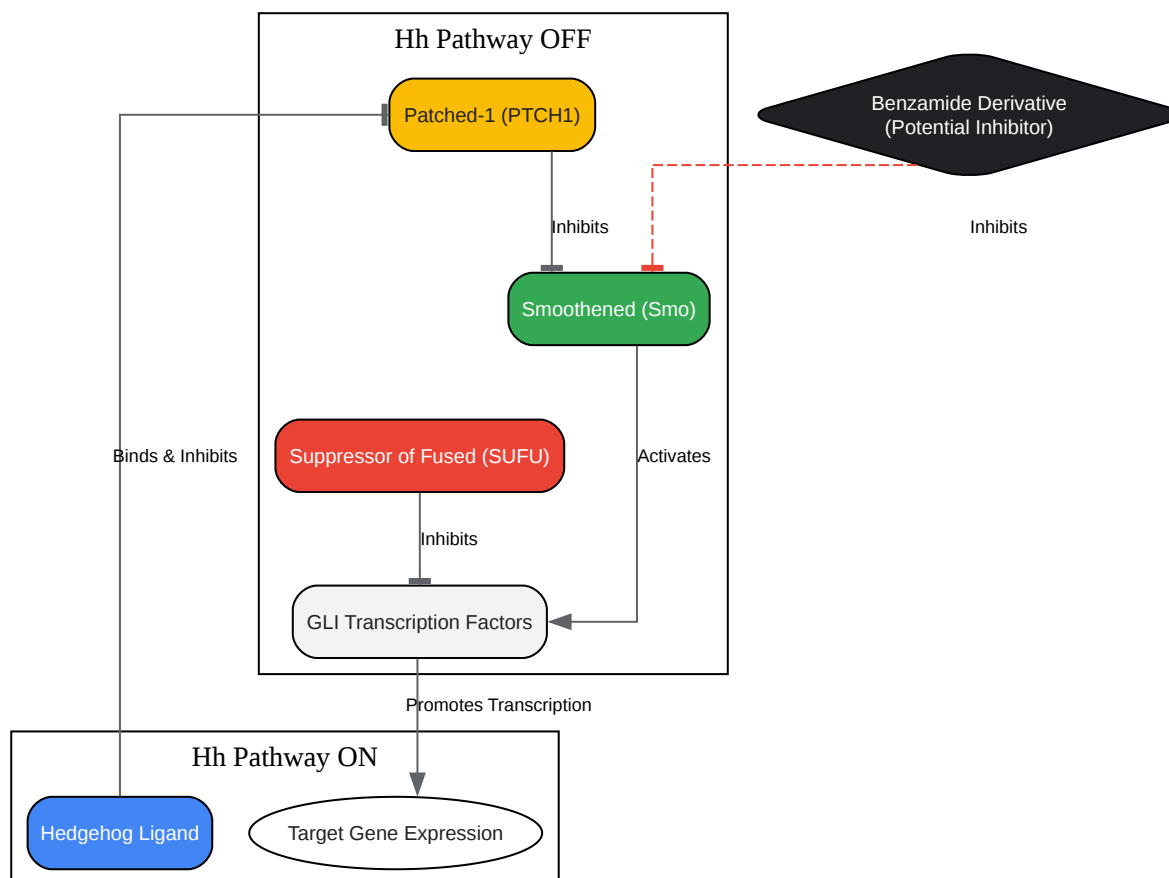 Hh Pathway OFF
Patched-1 (PTCH1)
Benzamide Derivative
(Potential Inhibitor)
Inhibits
Inhibits
Smoothened (Smo)
Binds & Inhibits
Suppressor of Fused (SUFU)
Activates
Inhibits
GLI Transcription Factors
Promotes Transcription
Hh Pathway ON
Hedgehog Ligand
Target Gene Expression